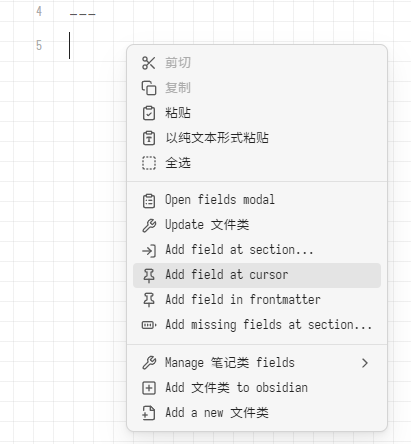 4 ---
5
剪切
复制
粘贴
以纯文本形式粘贴
全选
Open fields modal
Update 文件类
Add field at section...
Add field at cursor
Add field in frontmatter
Add missing fields at section...
Manage 笔记类 fields
Add 文件类 to obsidian
Add a new 文件类